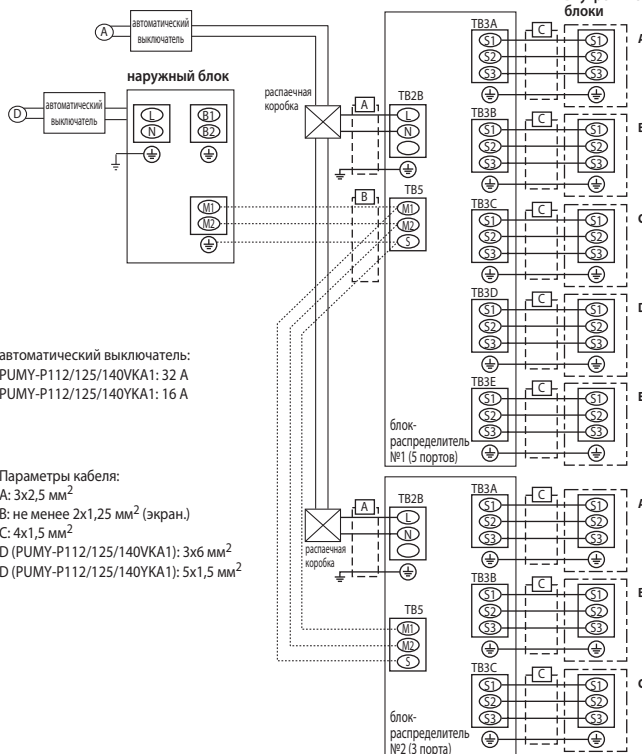 блоки
A
автоматический
выключатель
наружный блок
D
автоматический
выключатель
L
N
B1
B2
M1
M2
распаечная
коробка
A
TB2B
L
N
B
TB5
M1
M2
S
TB3A
C
S1 S1
S2 S2
S3 S3
TB3B
C
S1 S1
S2 S2
S3 S3
TB3C
C
S1 S1
S2 S2
S3 S3
TB3D
C
S1 S1
S2 S2
S3 S3
TB3E
C
S1 S1
S2 S2
S3 S3
блок-
распределитель
№1 (5 портов)
автоматический выключатель:
PUMY-P112/125/140VKA1: 32 А
PUMY-P112/125/140YKA1: 16 А
Параметры кабеля:
A: 3x2,5 мм²
B: не менее 2x1,25 мм² (экран.)
C: 4x1,5 мм²
D (PUMY-P112/125/140VKA1): 3x6 мм²
D (PUMY-P112/125/140YKA1): 5x1,5 мм²
распаечная
коробка
A
TB2B
L
N
TB5
M1
M2
S
TB3A
C
S1 S1
S2 S2
S3 S3
TB3B
C
S1 S1
S2 S2
S3 S3
TB3C
C
S1 S1
S2 S2
S3 S3
блок-
распределитель
№2 (3 порта)